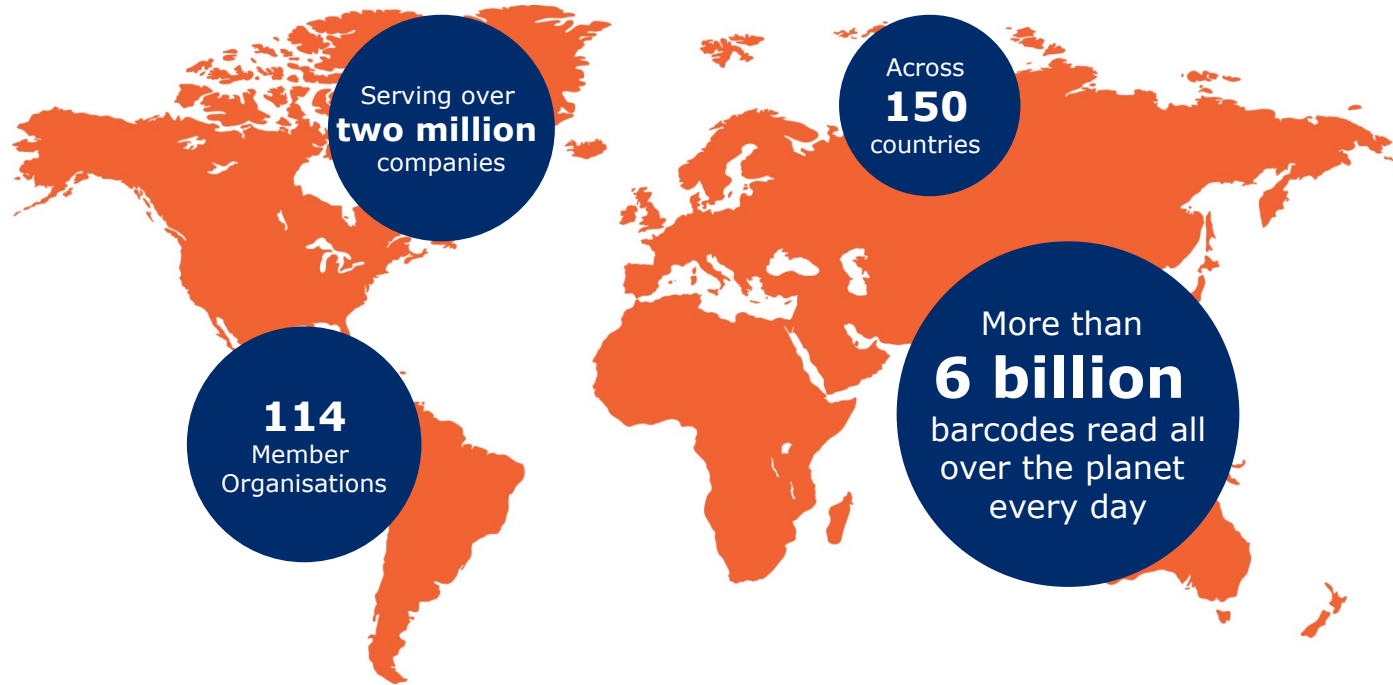 Serving over
two million
companies
Across
150
countries
114
Member
Organisations
More than
6 billion
barcodes read all
over the planet
every day